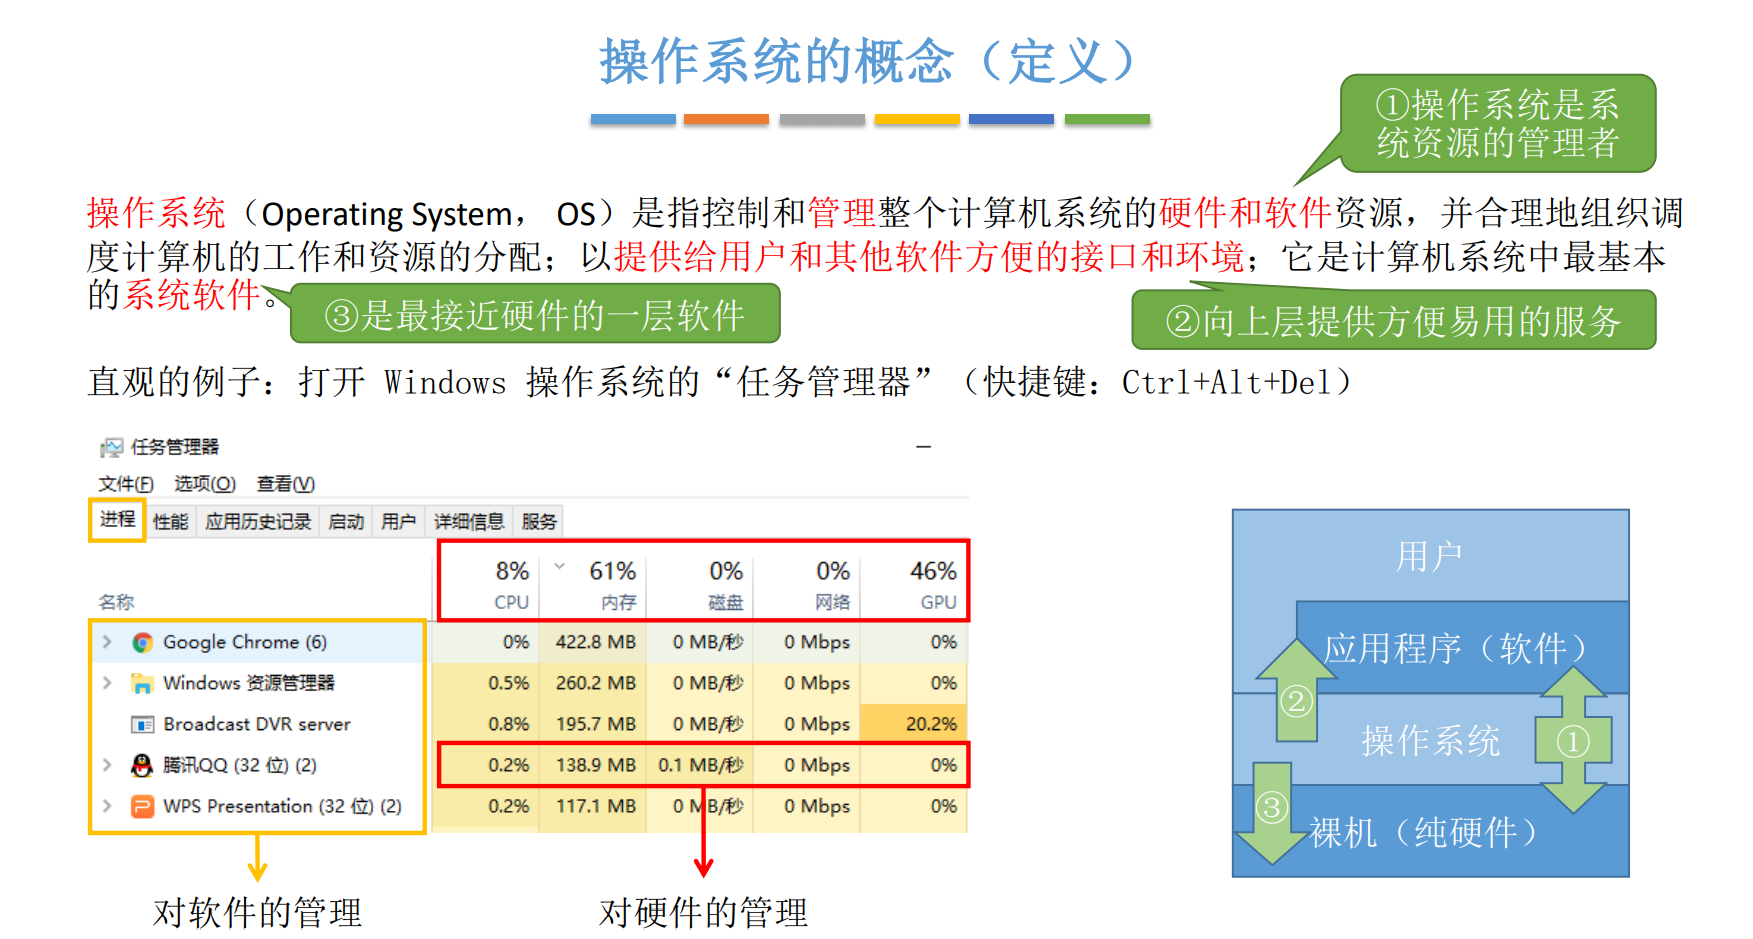 操作系统的概念（定义）
①操作系统是系
统资源的管理者
操作系统（Operating System， OS）是指控制和管理整个计算机系统的硬件和软件资源，并合理地组织调
度计算机的工作和资源的分配；以提供给用户和其他软件方便的接口和环境；它是计算机系统中最基本
的系统软件。
③是最接近硬件的一层软件
②向上层提供方便易用的服务
直观的例子：打开 Windows 操作系统的“任务管理器”（快捷键：Ctrl+Alt+Del）
任务管理器
文件(F) 选项(O) 查看(V)
进程 性能 应用历史记录 启动 用户 详细信息 服务
8% 61% 0% 0% 46%
名称 CPU 内存 磁盘 网络 GPU
Google Chrome (6) 0% 422.8 MB 0 MB/秒 0 Mbps 0%
Windows 资源管理器 0.5% 260.2 MB 0 MB/秒 0 Mbps 0%
Broadcast DVR server 0.8% 195.7 MB 0 MB/秒 0 Mbps 20.2%
腾讯QQ (32 位) (2) 0.2% 138.9 MB 0.1 MB/秒 0 Mbps 0%
WPS Presentation (32 位) (2) 0.2% 117.1 MB 0 MB/秒 0 Mbps 0%
对软件的管理
对硬件的管理
用户
应用程序（软件）
②
操作系统
①
③
裸机（纯硬件）